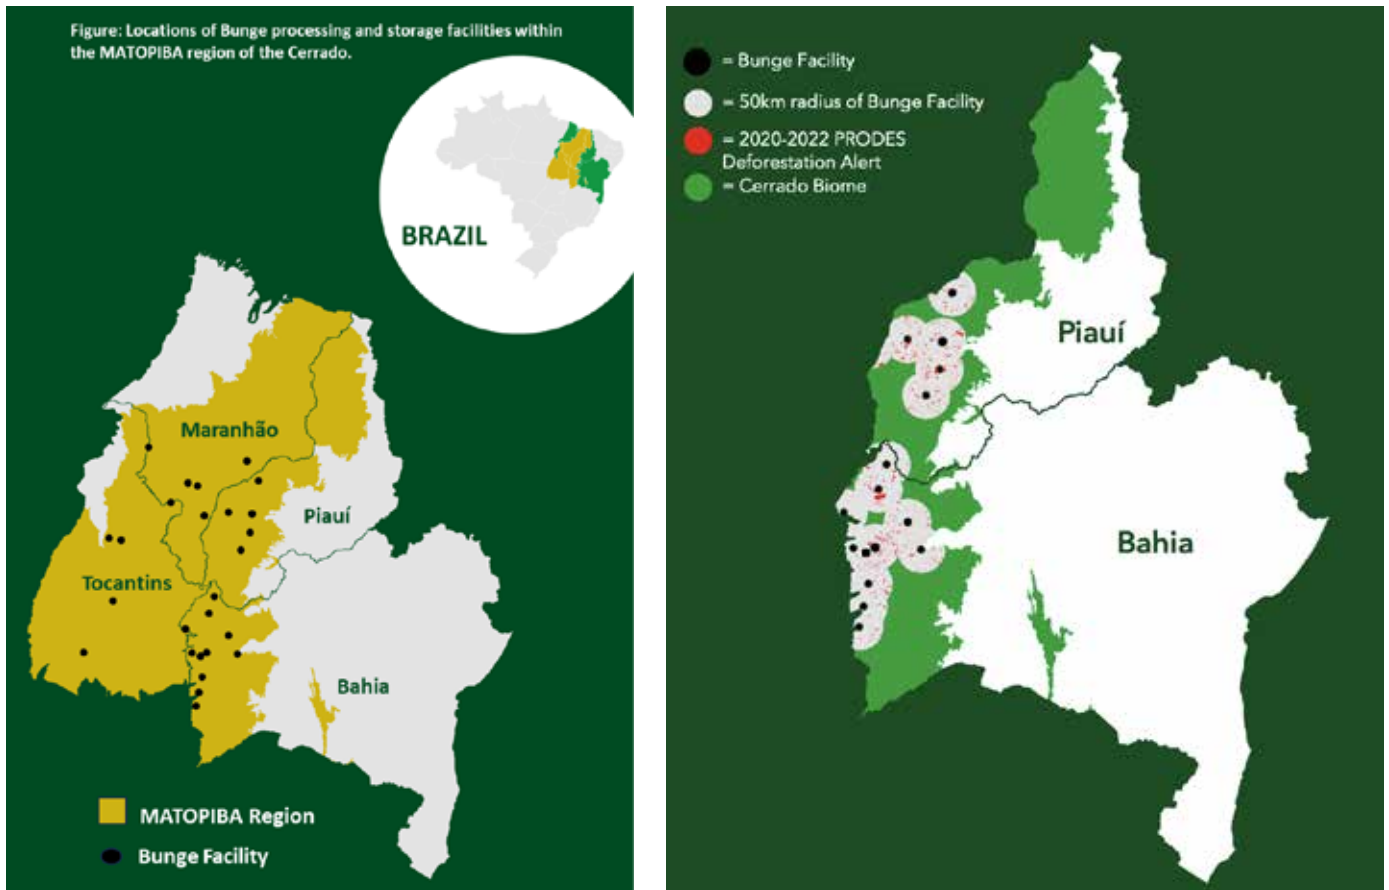 Figure: Locations of Bunge processing and storage facilities within
the MATOPIBA region of the Cerrado.
BRAZIL
Maranhão
Piauí
Tocantins
Bahia
MATOPIBA Region
Bunge Facility
= Bunge Facility
= 50km radius of Bunge Facility
= 2020-2022 PRODES
Deforestation Alert
= Cerrado Biome
Piauí
Bahia